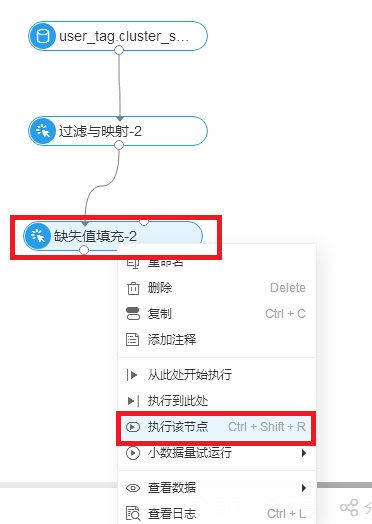 user_tag.cluster_s...
过滤与映射-2
缺失值填充-2
重命名
删除 Delete
复制 Ctrl + C
添加注释
从此处开始执行
执行到此处
执行该节点 Ctrl + Shift + R
小数据量试运行
查看数据
查看日志 Ctrl + L